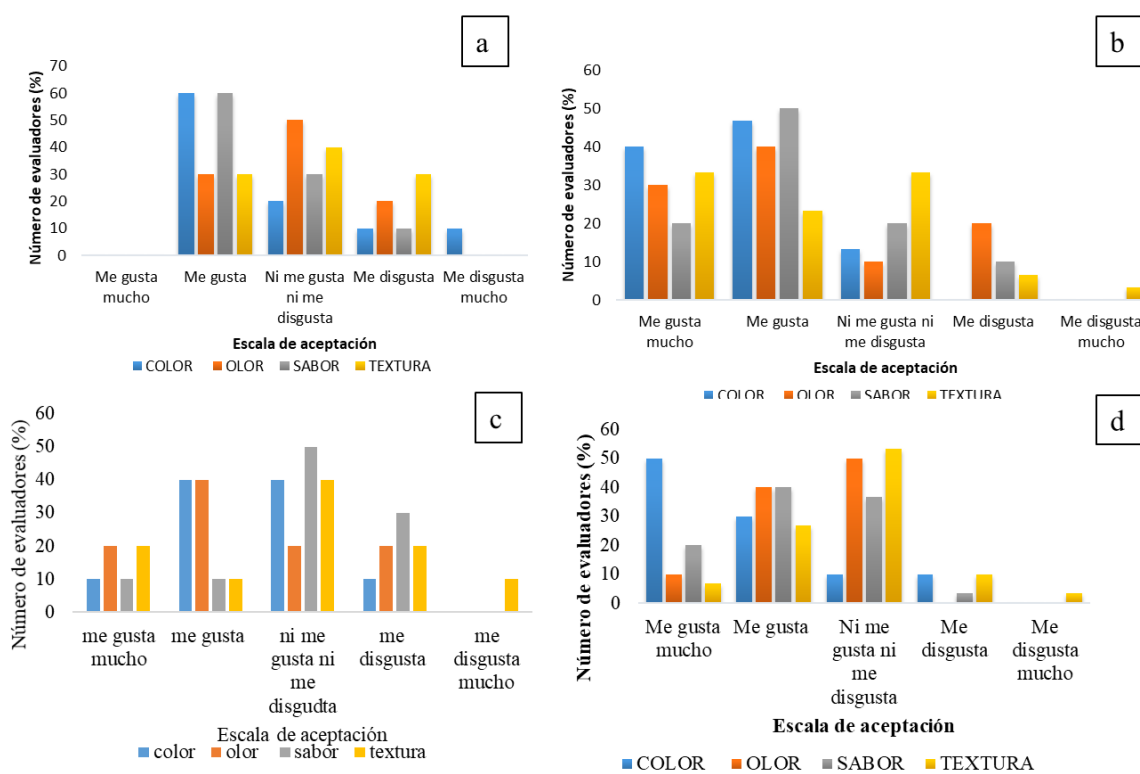 a
Número de evaluadores (%)
70
60
50
40
30
20
10
0
Me gusta
mucho
Me gusta
Ni me gusta
ni me
disgusta
Me disgusta
Me disgusta
mucho
Escala de aceptación
COLOR OLOR SABOR TEXTURA
b
Número de evaluadores (%)
60
50
40
30
20
10
0
Me gusta
mucho
Me gusta
Ni me gusta ni
me disgusta
Me disgusta
Me disgusta
mucho
Escala de aceptación
COLOR OLOR SABOR TEXTURA
c
Número de evaluadores (%)
60
50
40
30
20
10
0
me gusta
mucho
me gusta
ni me
gusta ni
me
disgudta
me
disgusta
me
disgusta
mucho
Escala de aceptación
color olor sabor textura
d
Número de evaluadores (%)
60
50
40
30
20
10
0
Me gusta
mucho
Me gusta
Ni me
gusta ni
me
disgusta
Me
disgusta
Me
disgusta
mucho
Escala de aceptación
COLOR OLOR SABOR TEXTURA